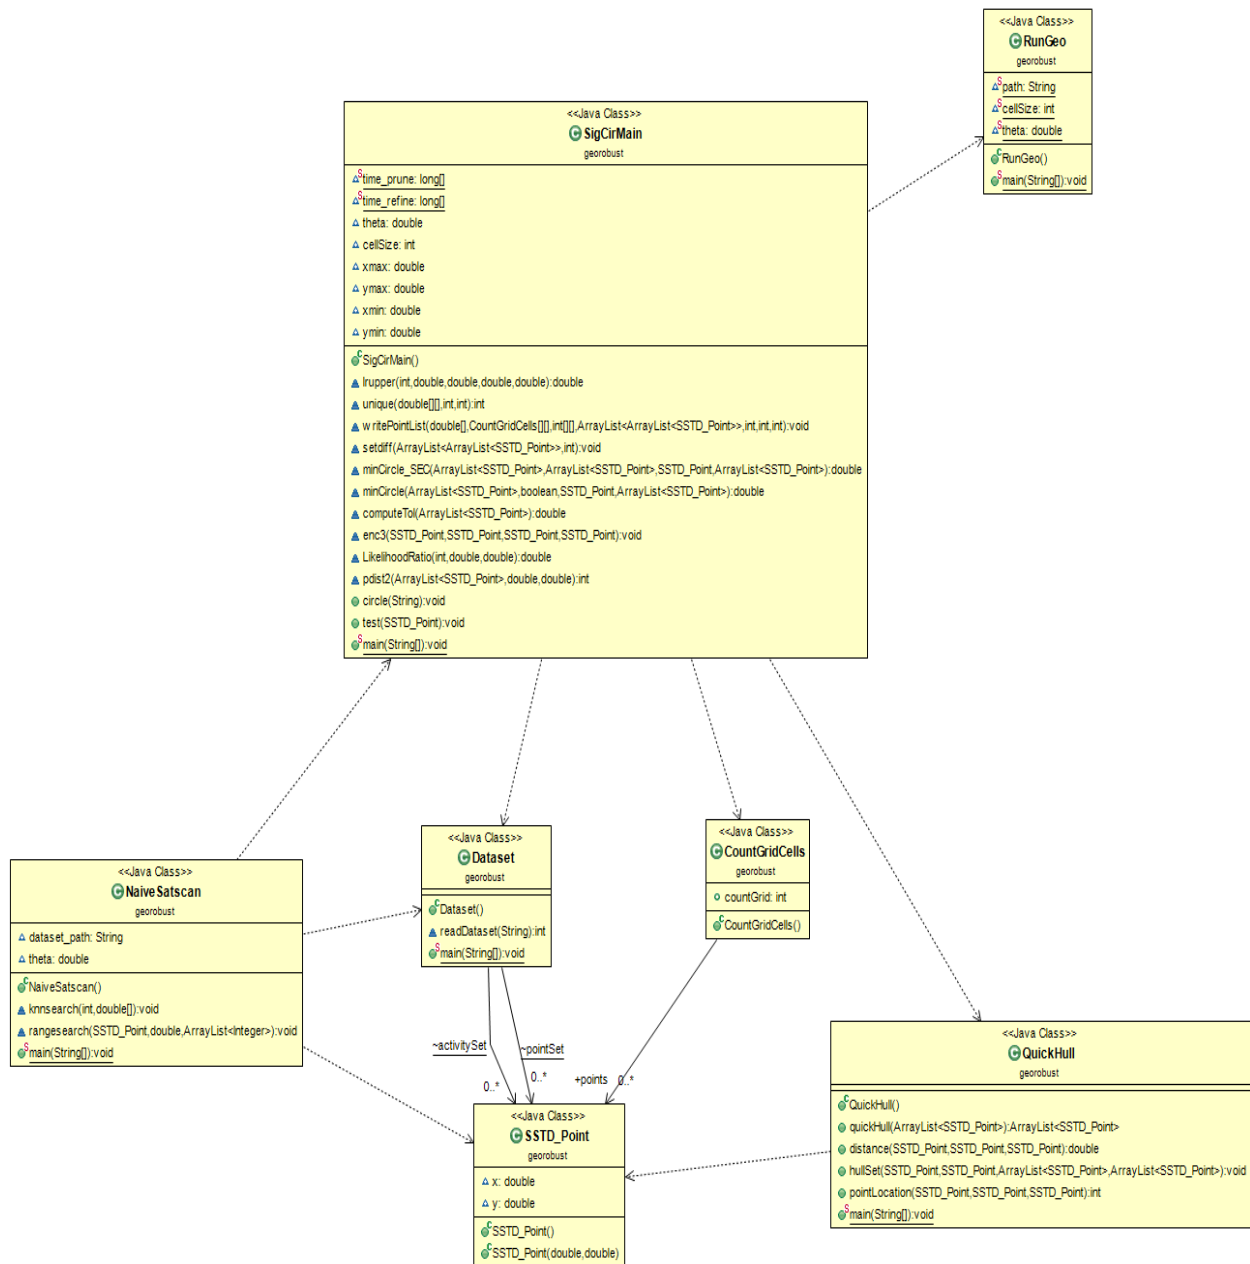 <<Java Class>>
RunGeo
georobust
path: String
cellSize: int
theta: double
RunGeo()
main(String[]):void
<<Java Class>>
SigCirMain
georobust
time_prune: long[]
time_refine: long[]
theta: double
cellSize: int
xmax: double
ymax: double
xmin: double
ymin: double
SigCirMain()
lrupper(int,double,double,double,double):double
unique(double[][],int,int):int
writePointList(double[],CountGridCells[][],int[][],ArrayList<ArrayList<SSTD_Point>>,int,int,int):void
setdiff(ArrayList<ArrayList<SSTD_Point>>,int):void
minCircle_SEC(ArrayList<SSTD_Point>,ArrayList<SSTD_Point>,SSTD_Point,ArrayList<SSTD_Point>):double
minCircle(ArrayList<SSTD_Point>,boolean,SSTD_Point,ArrayList<SSTD_Point>):double
computeTol(ArrayList<SSTD_Point>):double
enc3(SSTD_Point,SSTD_Point,SSTD_Point,SSTD_Point):void
LikelihoodRatio(int,double,double):double
pdist2(ArrayList<SSTD_Point>,double,double):int
circle(String):void
test(SSTD_Point):void
main(String[]):void
<<Java Class>>
NaiveSatscan
georobust
dataset_path: String
theta: double
NaiveSatscan()
knnsearch(int,double[]):void
rangesearch(SSTD_Point,double,ArrayList<Integer>):void
main(String[]):void
<<Java Class>>
Dataset
georobust
Dataset()
readDataset(String):int
main(String[]):void
<<Java Class>>
CountGridCells
georobust
countGrid: int
CountGridCells()
~activitySet
0..*
~pointSet
0..*
+points
0..*
<<Java Class>>
QuickHull
georobust
QuickHull()
quickHull(ArrayList<SSTD_Point>):ArrayList<SSTD_Point>
distance(SSTD_Point,SSTD_Point,SSTD_Point):double
hullSet(SSTD_Point,SSTD_Point,ArrayList<SSTD_Point>,ArrayList<SSTD_Point>):void
pointLocation(SSTD_Point,SSTD_Point,SSTD_Point):int
main(String[]):void
<<Java Class>>
SSTD_Point
georobust
x: double
y: double
SSTD_Point()
SSTD_Point(double,double)